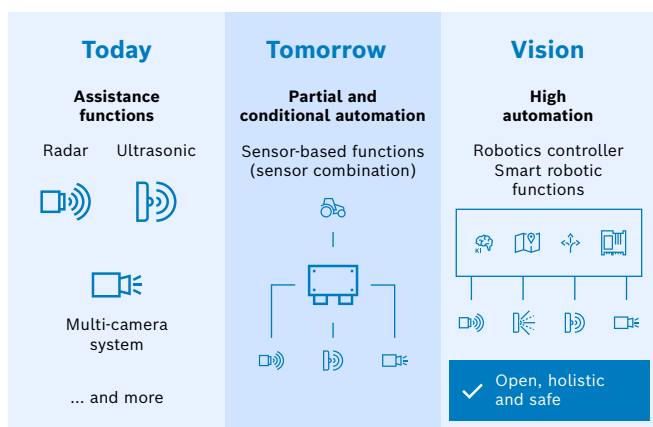 Today
Assistance
functions
Radar
Ultrasonic
Multi-camera
system
... and more
Tomorrow
Partial and
conditional automation
Sensor-based functions
(sensor combination)
Vision
High
automation
Robotics controller
Smart robotic
functions
KI
Open, holistic
and safe